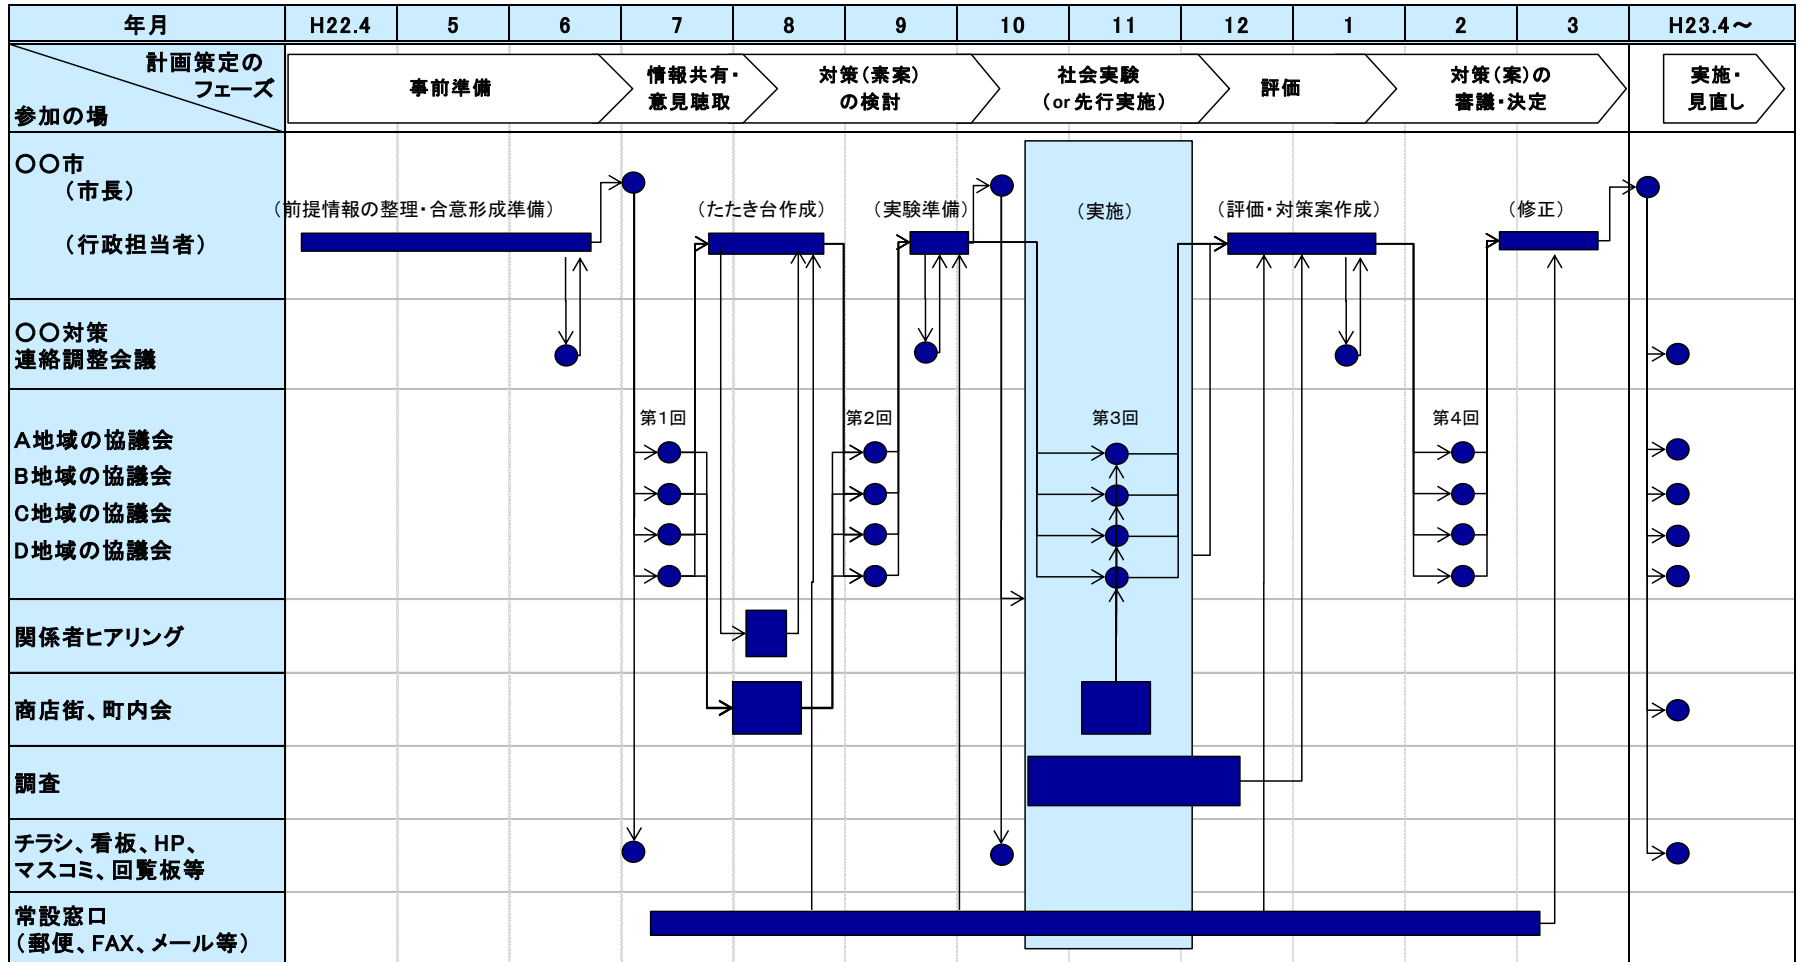 年月
H22.4
5
6
7
8
9
10
11
12
1
2
3
H23.4～
計画策定の
フェーズ
参加の場
事前準備
情報共有・
意見聴取
対策（素案）
の検討
社会実験
（or先行実施）
評価
対策（案）の
審議・決定
実施・
見直し
〇〇市
（市長）
（行政担当者）
（前提情報の整理・合意形成準備）
（たたき台作成）
（実験準備）
（実施）
（評価・対策案作成）
（修正）
〇〇対策
連絡調整会議
第１回
第２回
第３回
第４回
Ａ地域の協議会
Ｂ地域の協議会
Ｃ地域の協議会
Ｄ地域の協議会
関係者ヒアリング
商店街、町内会
調査
チラシ、看板、HP、
マスコミ、回覧板等
常設窓口
（郵便、FAX、メール等）